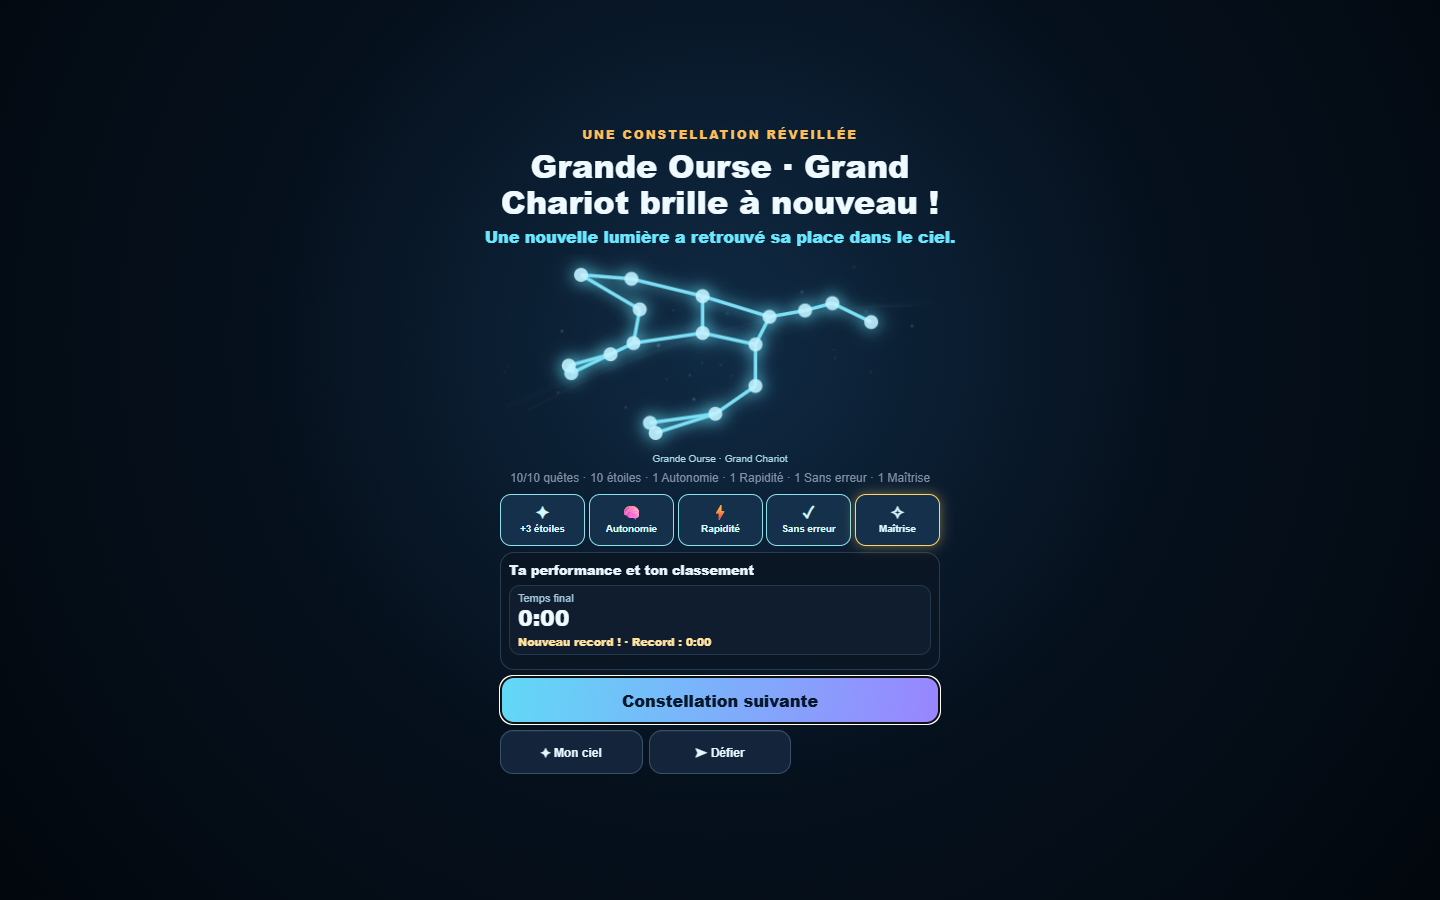 UNE CONSTELLATION RÉVEILLÉE
Grande Ourse · Grand
Chariot brille à nouveau !
Une nouvelle lumière a retrouvé sa place dans le ciel.
Grande Ourse · Grand Chariot
10/10 quêtes · 10 étoiles · 1 Autonomie · 1 Rapidité · 1 Sans erreur · 1 Maîtrise
+3 étoiles
Autonomie
Rapidité
Sans erreur
Maîtrise
Ta performance et ton classement
Temps final
0:00
Nouveau record ! · Record : 0:00
Constellation suivante
Mon ciel
Défier